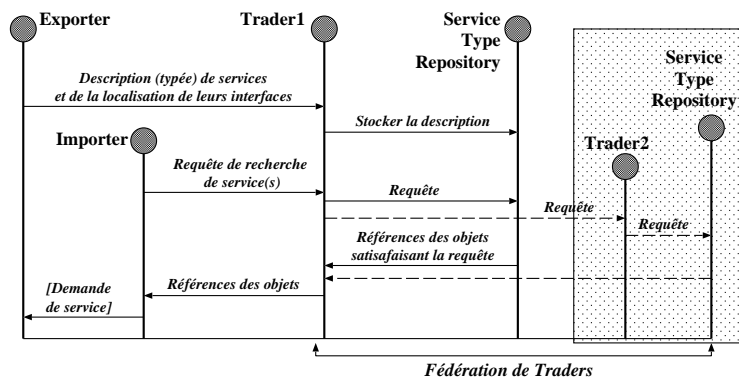 Exporter
Trader1
Service
Type
Repository
Service
Type
Repository
Description (typée) de services
et de la localisation de leurs interfaces
Stocker la description
Importer
Trader2
Requête de recherche
de service(s)
Requête
Requête
Requête
Références des objets
satisafaisant la requête
Références des objets
[Demande
de service]
Fédération de Traders